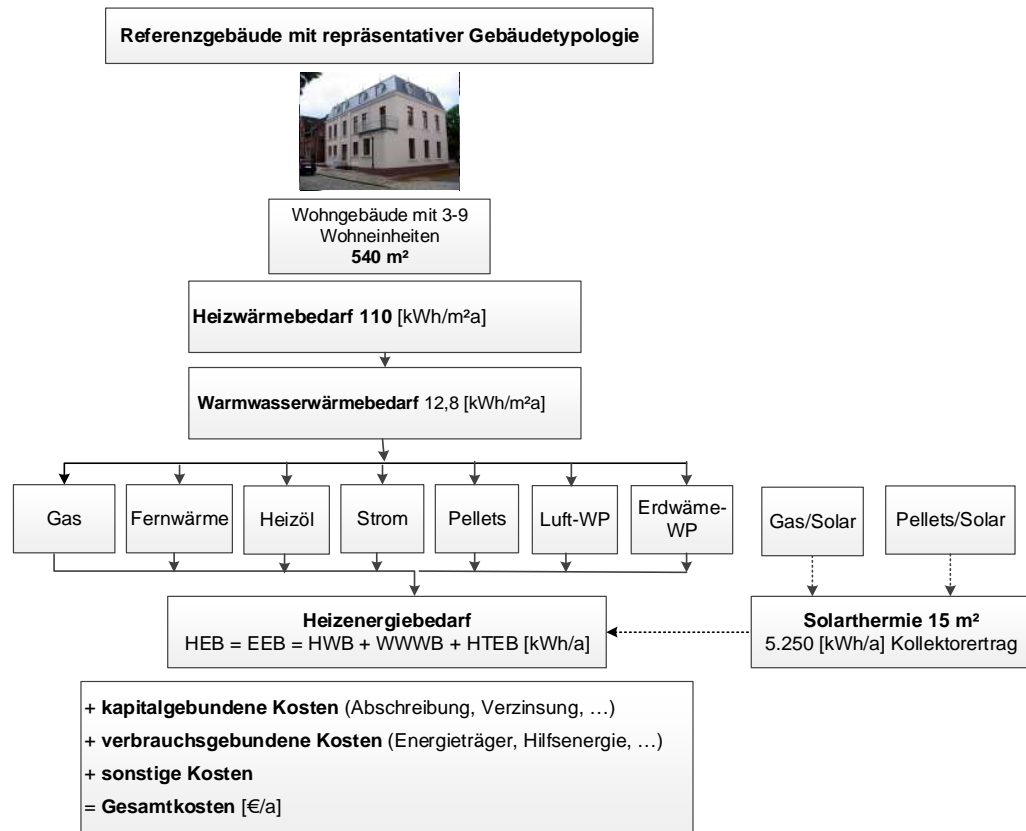 Referenzgebäude mit repräsentativer Gebäudetypologie
Wohngebäude mit 3-9
Wohneinheiten
540 m²
Heizwärmebedarf 110 [kWh/m²a]
Warmwasserwärmebedarf 12,8 [kWh/m²a]
Gas
Fernwärme
Heizöl
Strom
Pellets
Luft-WP
Erdwäme-
WP
Gas/Solar
Pellets/Solar
Heizenergiebedarf
HEB = EEB = HWB + WWWB + HTEB [kWh/a]
Solarthermie 15 m²
5.250 [kWh/a] Kollektorertrag
+ kapitalgebundene Kosten (Abschreibung, Verzinsung, …)
+ verbrauchsgebundene Kosten (Energieträger, Hilfsenergie, …)
+ sonstige Kosten
= Gesamtkosten [€/a]